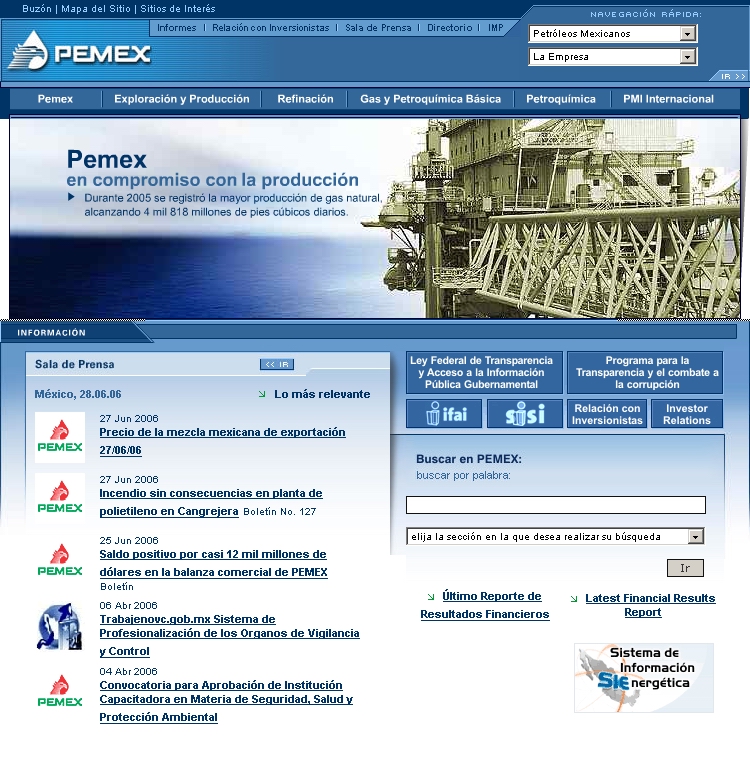 Buzón | Mapa del Sitio | Sitios de Interés
NAVEGACIÓN RÁPIDA:
Informes | Relación con Inversionistas | Sala de Prensa | Directorio | IMP
Petróleos Mexicanos
PEMEX
La Empresa
IR >>
Pemex | Exploración y Producción | Refinación | Gas y Petroquímica Básica | Petroquímica | PMI Internacional
Pemex
en compromiso con la producción
Durante 2005 se registró la mayor producción de gas natural,
alcanzando 4 mil 818 millones de pies cúbicos diarios.
INFORMACIÓN
Sala de Prensa
<< IR
México, 28.06.06
Lo más relevante
PEMEX
27 Jun 2006
Precio de la mezcla mexicana de exportación
27/06/06
PEMEX
27 Jun 2006
Incendio sin consecuencias en planta de
polietileno en Cangrejera Boletín No. 127
PEMEX
25 Jun 2006
Saldo positivo por casi 12 mil millones de
dólares en la balanza comercial de PEMEX
Boletín
06 Abr 2006
Trabajenovc.gob.mx Sistema de
Profesionalización de los Organos de Vigilancia
y Control
PEMEX
04 Abr 2006
Convocatoria para Aprobación de Institución
Capacitadora en Materia de Seguridad, Salud y
Protección Ambiental
Ley Federal de Transparencia
y Acceso a la Información
Pública Gubernamental
Programa para la
Transparencia y el combate a
la corrupción
ifai
sisi
Relación con
Inversionistas
Investor
Relations
Buscar en PEMEX:
buscar por palabra:
elija la sección en la que desea realizar su búsqueda
Ir
Último Reporte de
Resultados Financieros
Latest Financial Results
Report
Sistema de
Información
SIEnergética